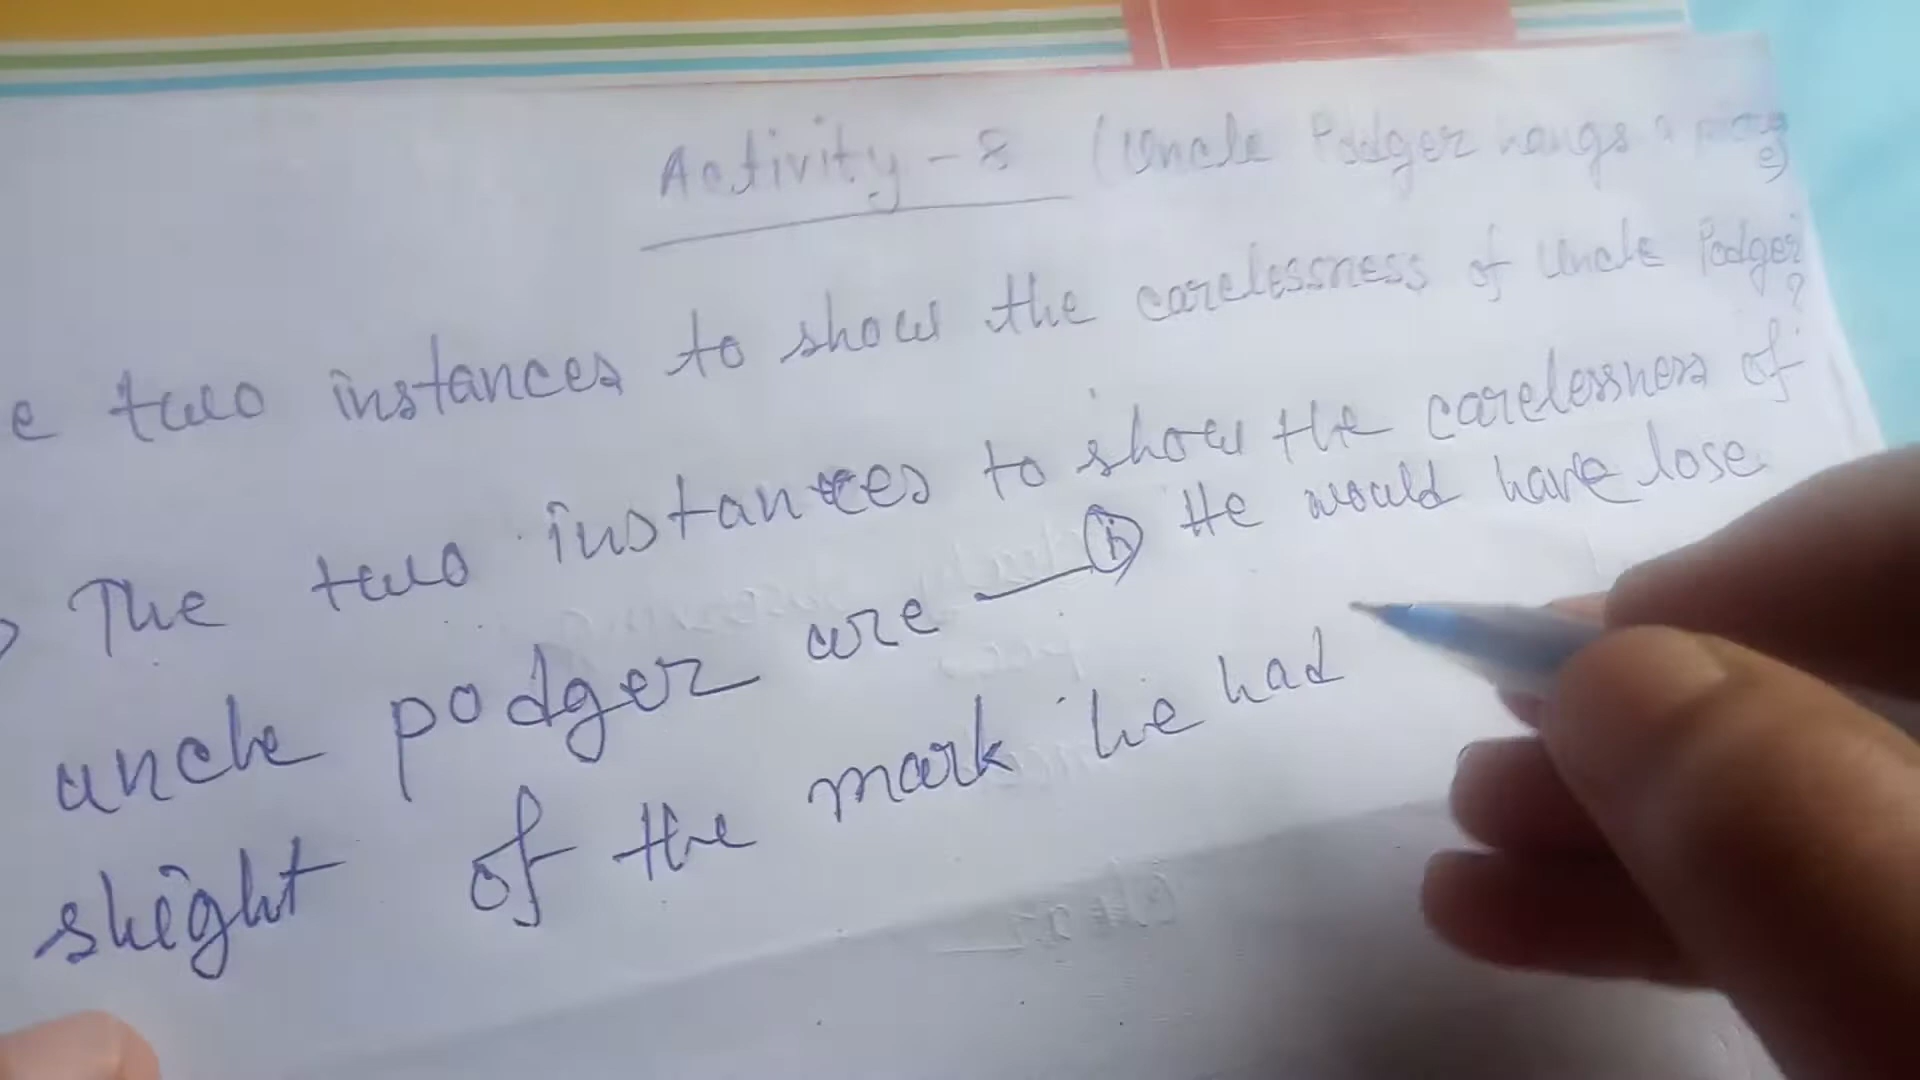 Activity - 8 (Uncle Podger hangs a
e two instances to show the carelessness of Uncle Podger ?
The two instances to show the carelessness of
uncle podger are — (i) He would have lose
slight of the mark he had